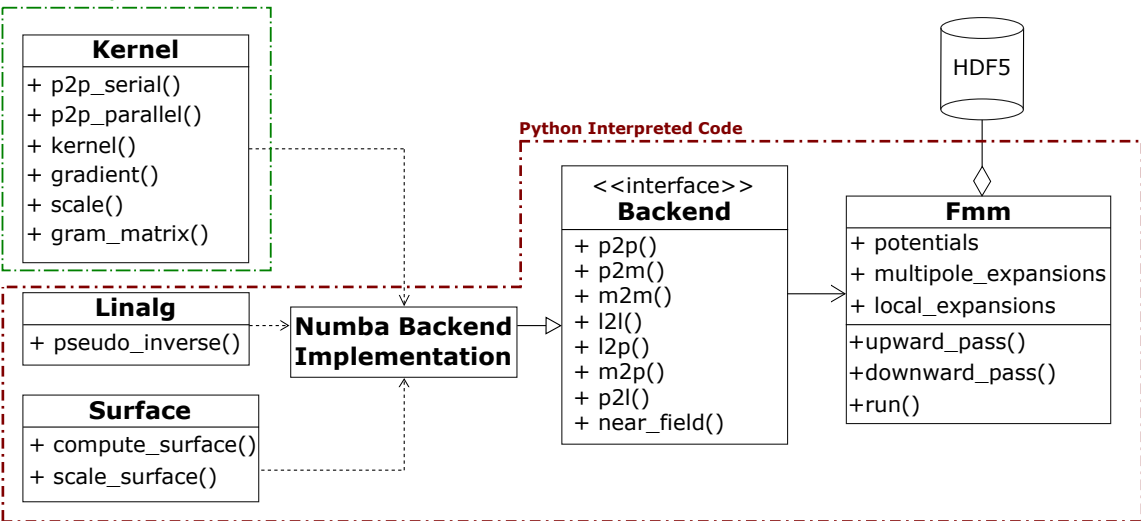 Kernel
+ p2p_serial()
+ p2p_parallel()
+ kernel()
+ gradient()
+ scale()
+ gram_matrix()
HDF5
Python Interpreted Code
Linalg
+ pseudo_inverse()
Surface
+ compute_surface()
+ scale_surface()
Numba Backend
Implementation
<<interface>>
Backend
+ p2p()
+ p2m()
+ m2m()
+ l2l()
+ l2p()
+ m2p()
+ p2l()
+ near_field()
Fmm
+ potentials
+ multipole_expansions
+ local_expansions
+upward_pass()
+downward_pass()
+run()